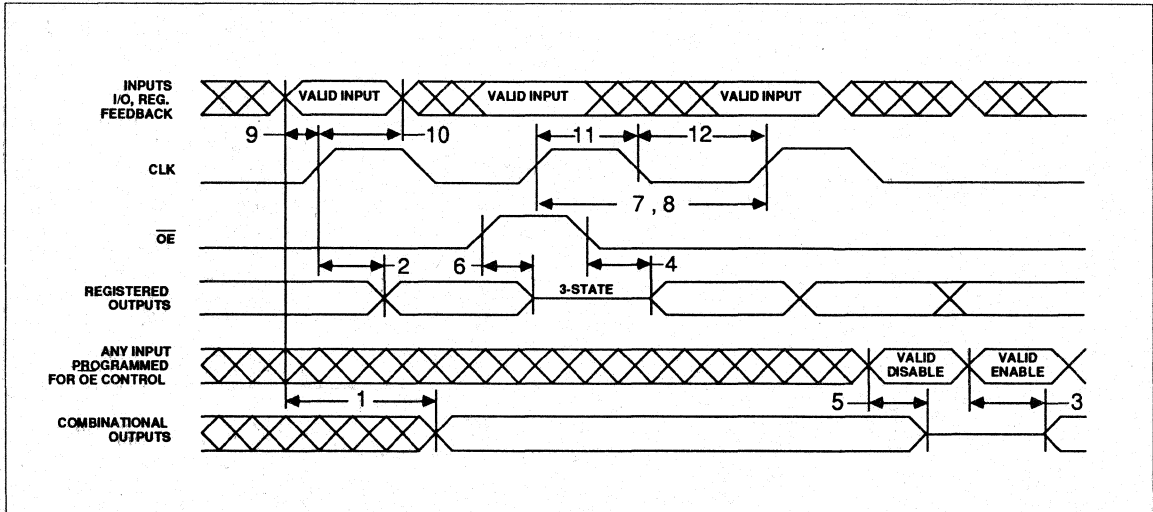 INPUTS
I/O, REG.
FEEDBACK
VALID INPUT
VALID INPUT
VALID INPUT
9
10
11
12
CLK
7 , 8
OE
2
6
4
REGISTERED
OUTPUTS
3-STATE
ANY INPUT
PROGRAMMED
FOR OE CONTROL
VALID
DISABLE
VALID
ENABLE
1
5
3
COMBINATIONAL
OUTPUTS